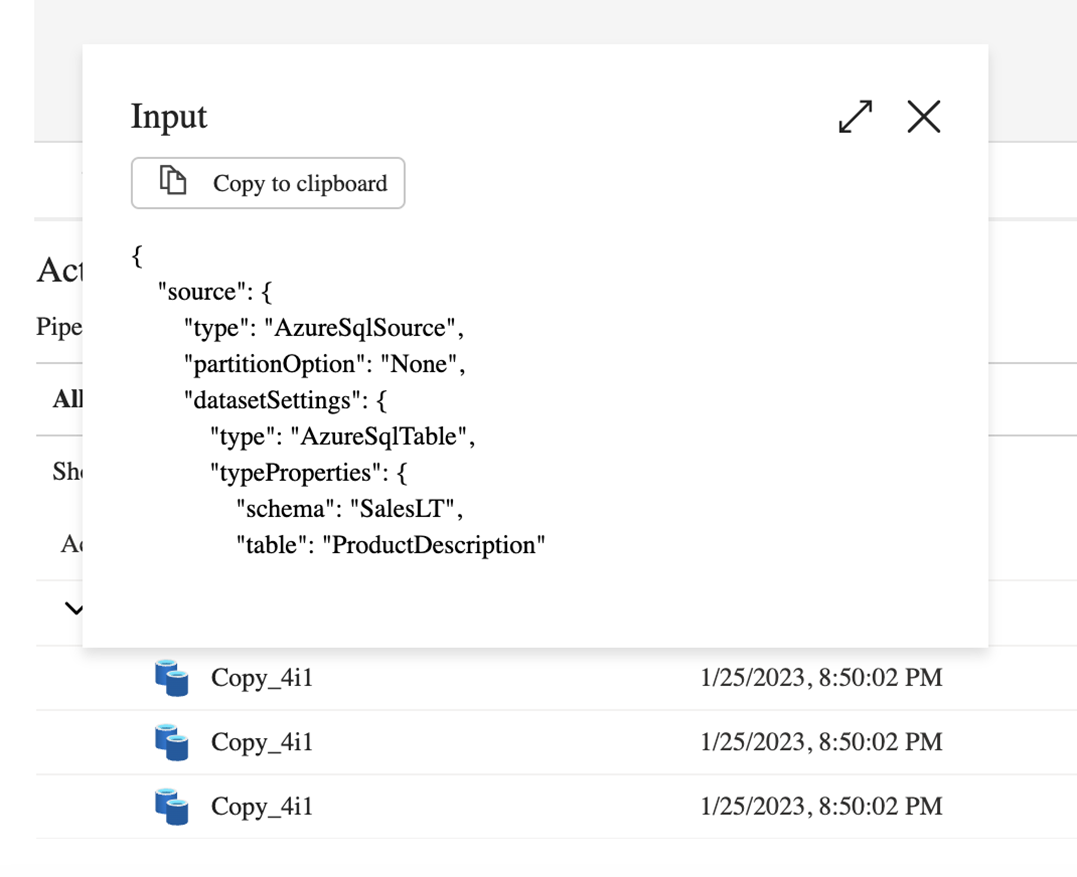 Input
Copy to clipboard
{
"source": {
"type": "AzureSqlSource",
"partitionOption": "None",
"datasetSettings": {
"type": "AzureSqlTable",
"typeProperties": {
"schema": "SalesLT",
"table": "ProductDescription"
Act
Pipe
All
Copy_4i1 1/25/2023, 8:50:02 PM
Copy_4i1 1/25/2023, 8:50:02 PM
Copy_4i1 1/25/2023, 8:50:02 PM